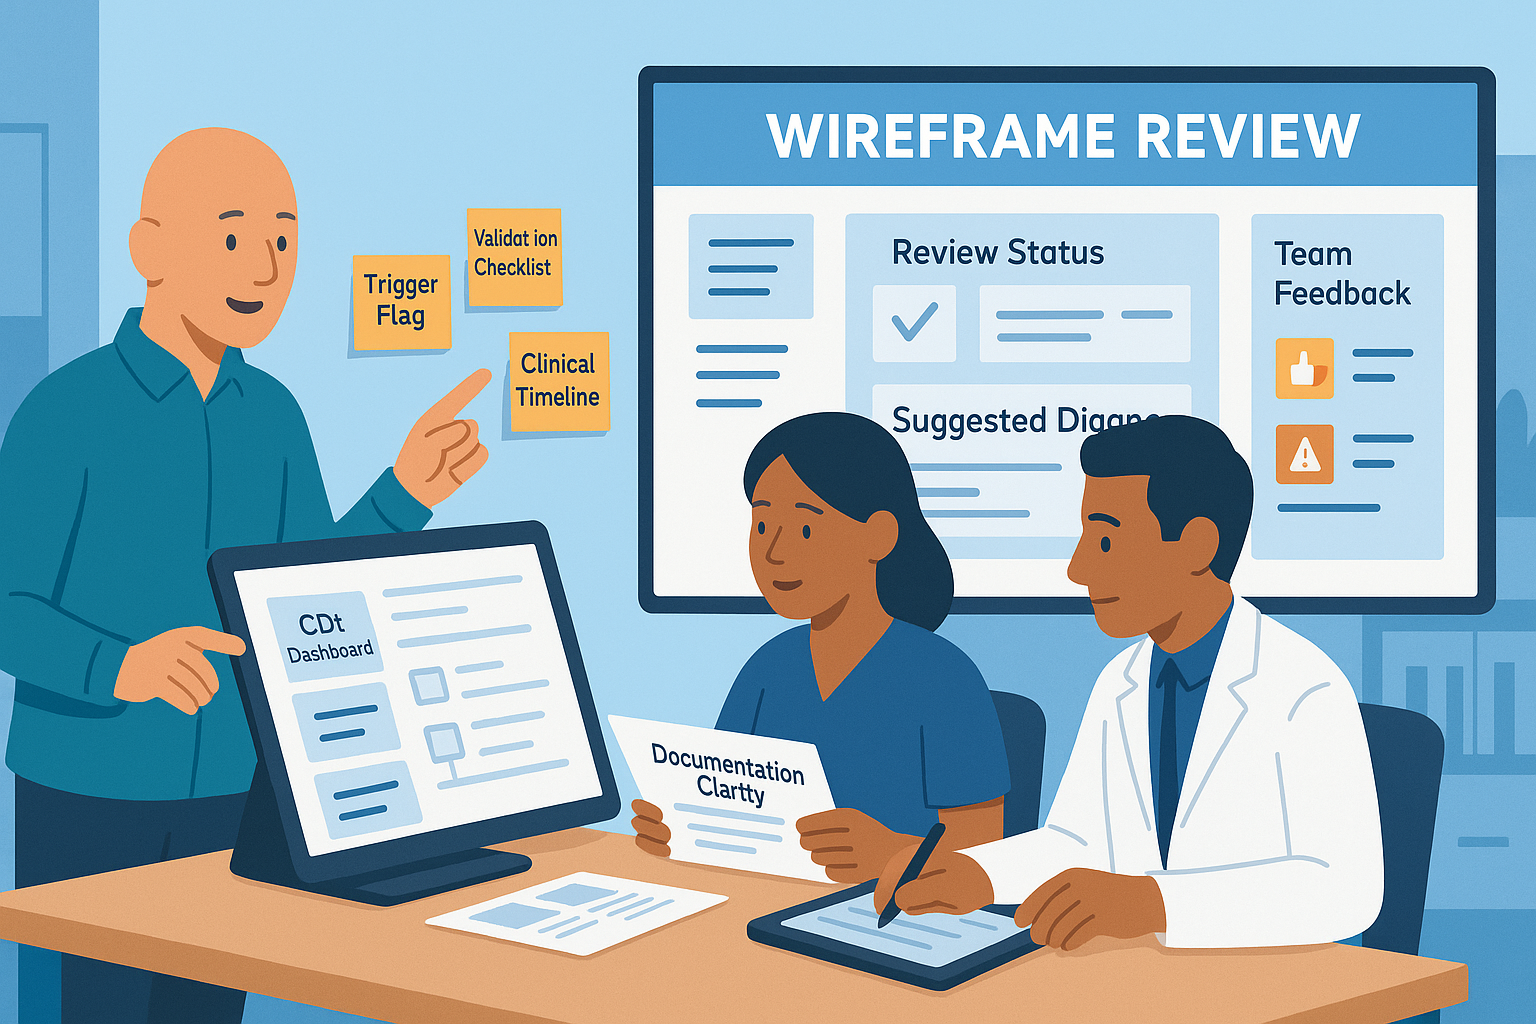 WIREFRAME REVIEW
Trigger
Flag
Validat ion
Checklist
Clinical
Timeline
Review Status
Suggested
Team
Feedback
CDt
Dashboard
Documentation
Clartty